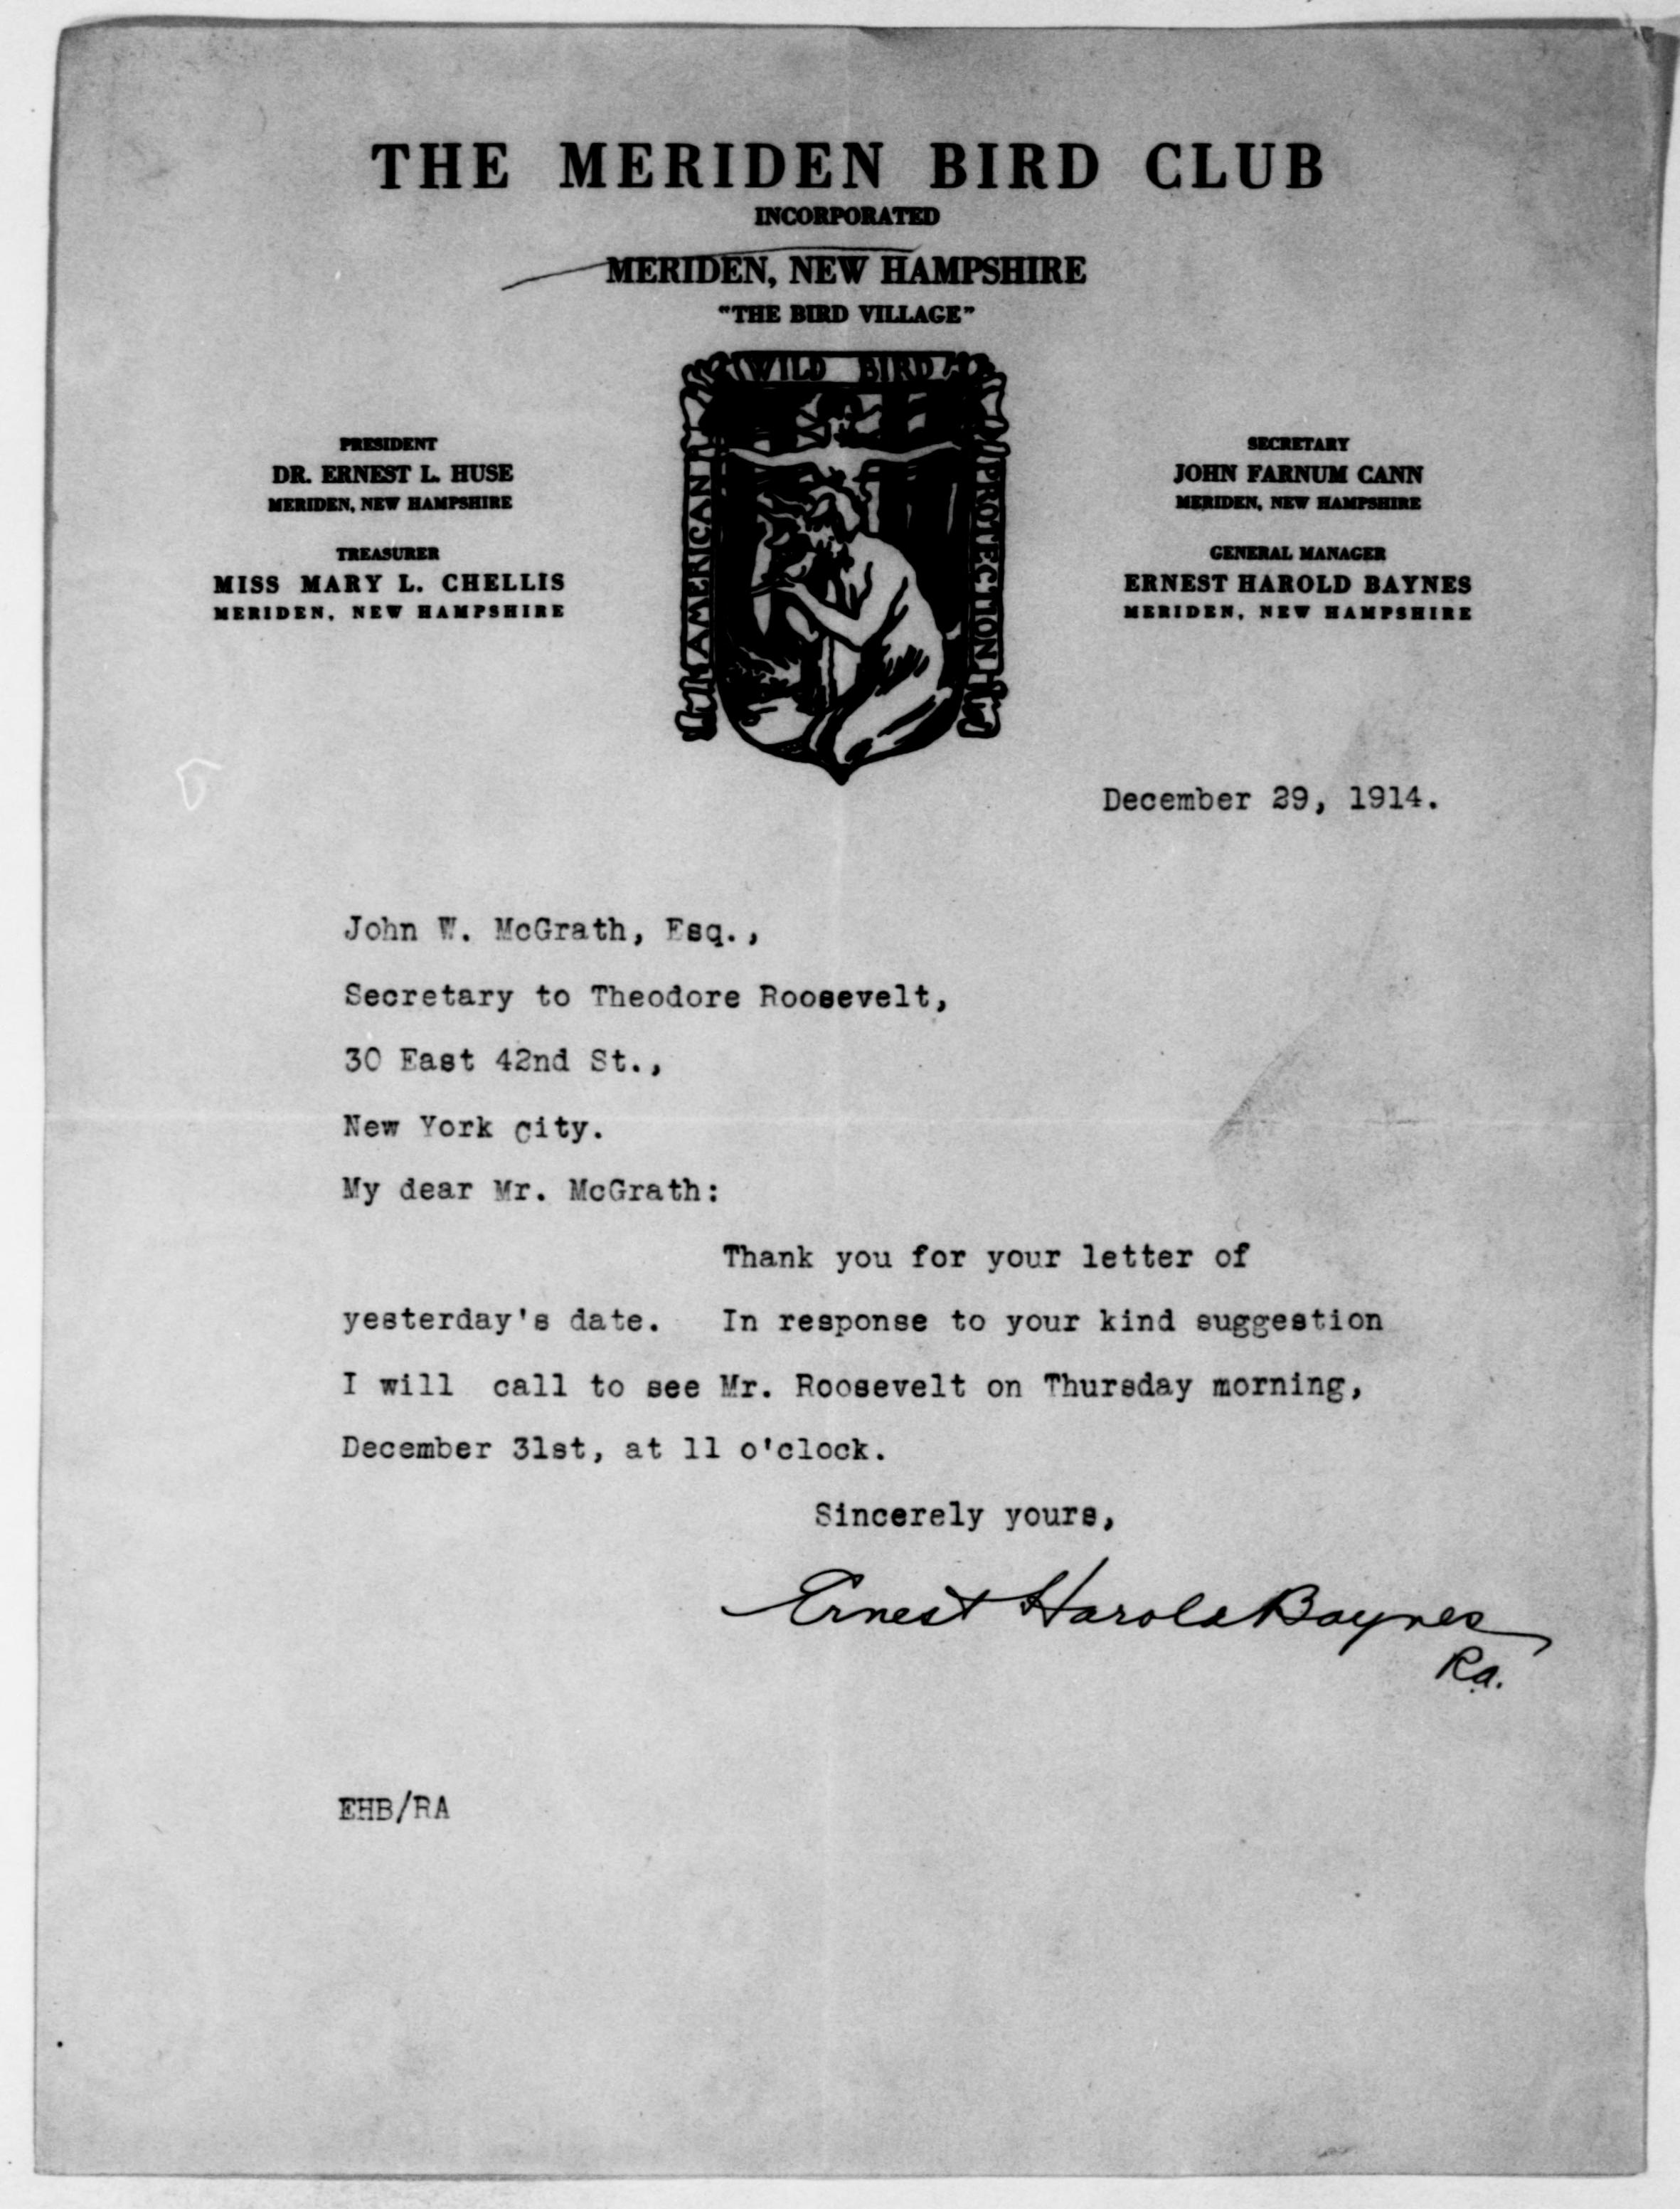 THE MERIDEN BIRD CLUB
INCORPORATED
MERIDEN, NEW HAMPSHIRE
"THE BIRD VILLAGE"
WILD BIRD
AMERICAN
PROTECTION
PRESIDENT
DR. ERNEST L. HUSE
MERIDEN, NEW HAMPSHIRE
TREASURER
MISS MARY L. CHELLIS
MERIDEN, NEW HAMPSHIRE
SECRETARY
JOHN FARNUM CANN
MERIDEN, NEW HAMPSHIRE
GENERAL MANAGER
ERNEST HAROLD BAYNES
MERIDEN, NEW HAMPSHIRE
December 29, 1914.
John W. McGrath, Esq.,
Secretary to Theodore Roosevelt,
30 East 42nd St.,
New York city.
My dear Mr. McGrath:
Thank you for your letter of
yesterday's date. In response to your kind suggestion
I will call to see Mr. Roosevelt on Thursday morning,
December 31st, at 11 o'clock.
Sincerely yours,
Ernest Harold Baynes
Ra.
EHB/RA